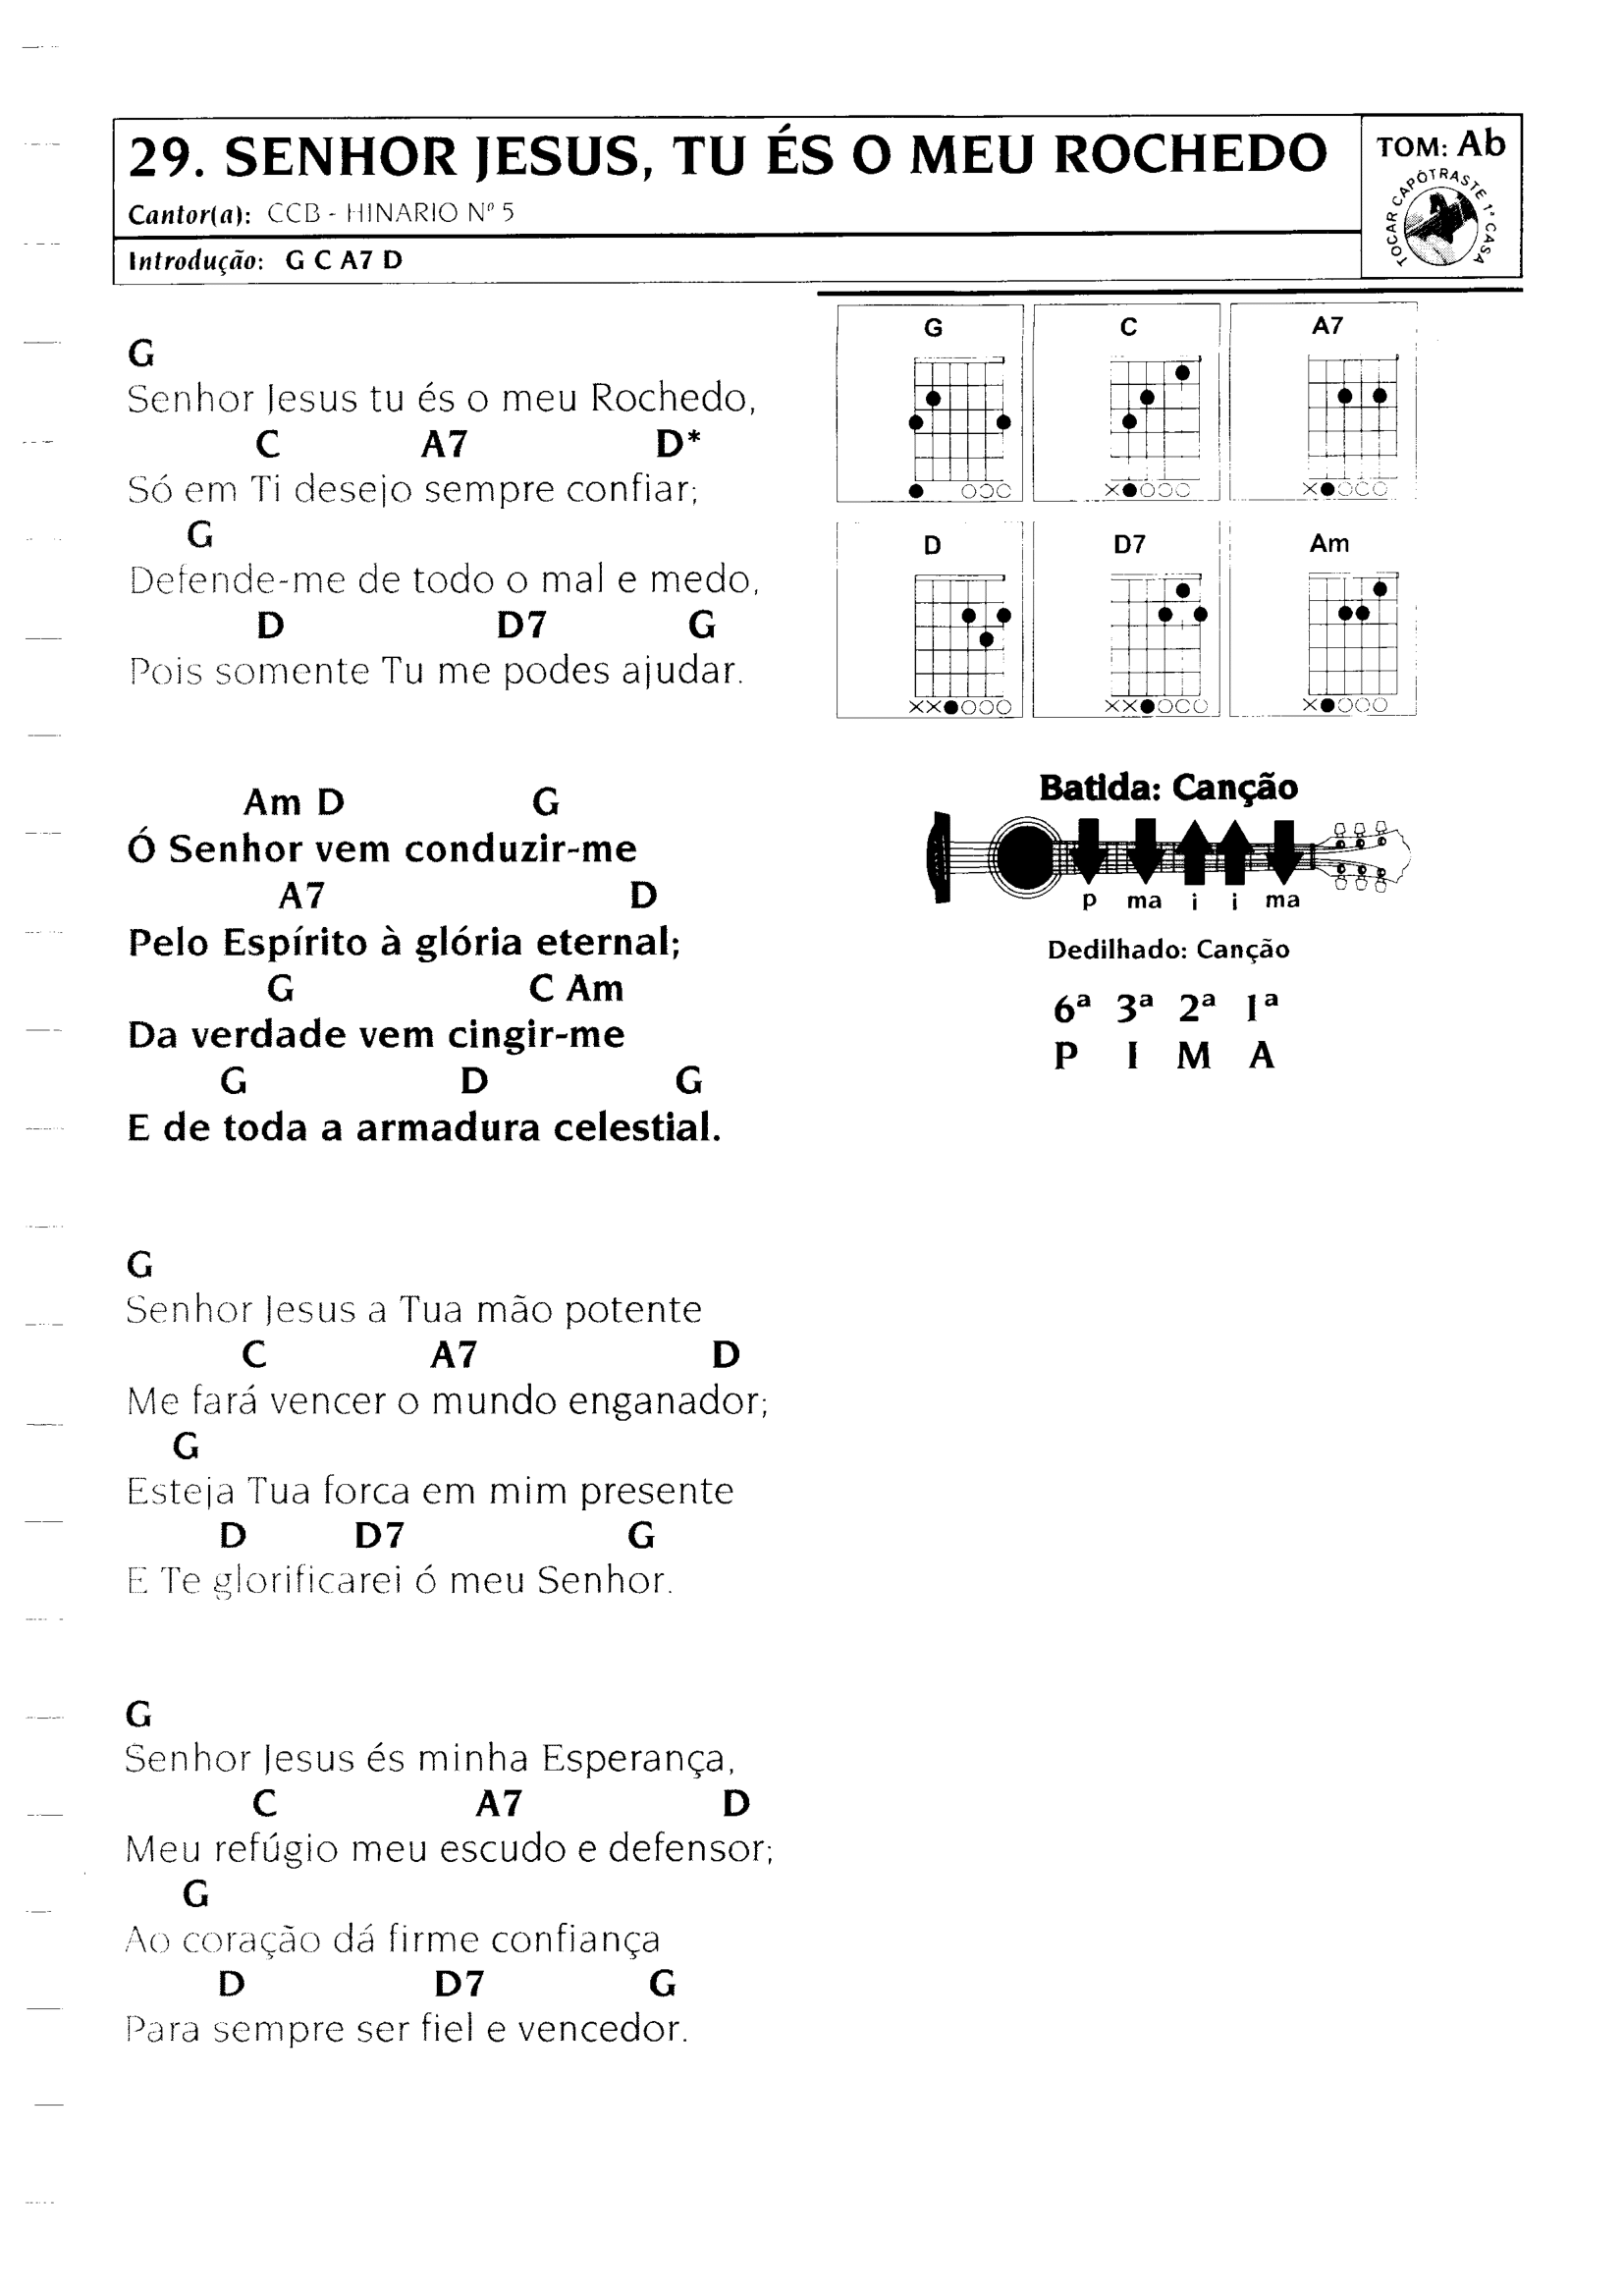 29. SENHOR JESUS, TU ÉS O MEU ROCHEDO
TOM: Ab
TOCAR CAPÔTRASTE 1ª CASA
Cantor(a): CCB - HINARIO Nº 5
Introdução: G C A7 D
G
Senhor Jesus tu és o meu Rochedo,
C A7 D*
Só em Ti desejo sempre confiar;
G
Defende-me de todo o mal e medo,
D D7 G
Pois somente Tu me podes ajudar.
Am D G
Ó Senhor vem conduzir-me
A7 D
Pelo Espírito à glória eternal;
G C Am
Da verdade vem cingir-me
G D G
E de toda a armadura celestial.
G
Senhor Jesus a Tua mão potente
C A7 D
Me fará vencer o mundo enganador;
G
Esteja Tua forca em mim presente
D D7 G
E Te glorificarei ó meu Senhor.
G
Senhor Jesus és minha Esperança,
C A7 D
Meu refúgio meu escudo e defensor;
G
Ao coração dá firme confiança
D D7 G
Para sempre ser fiel e vencedor.
G C A7
D D7 Am
Batida: Canção
p ma i i ma
Dedilhado: Canção
6ª 3ª 2ª 1ª
P I M A